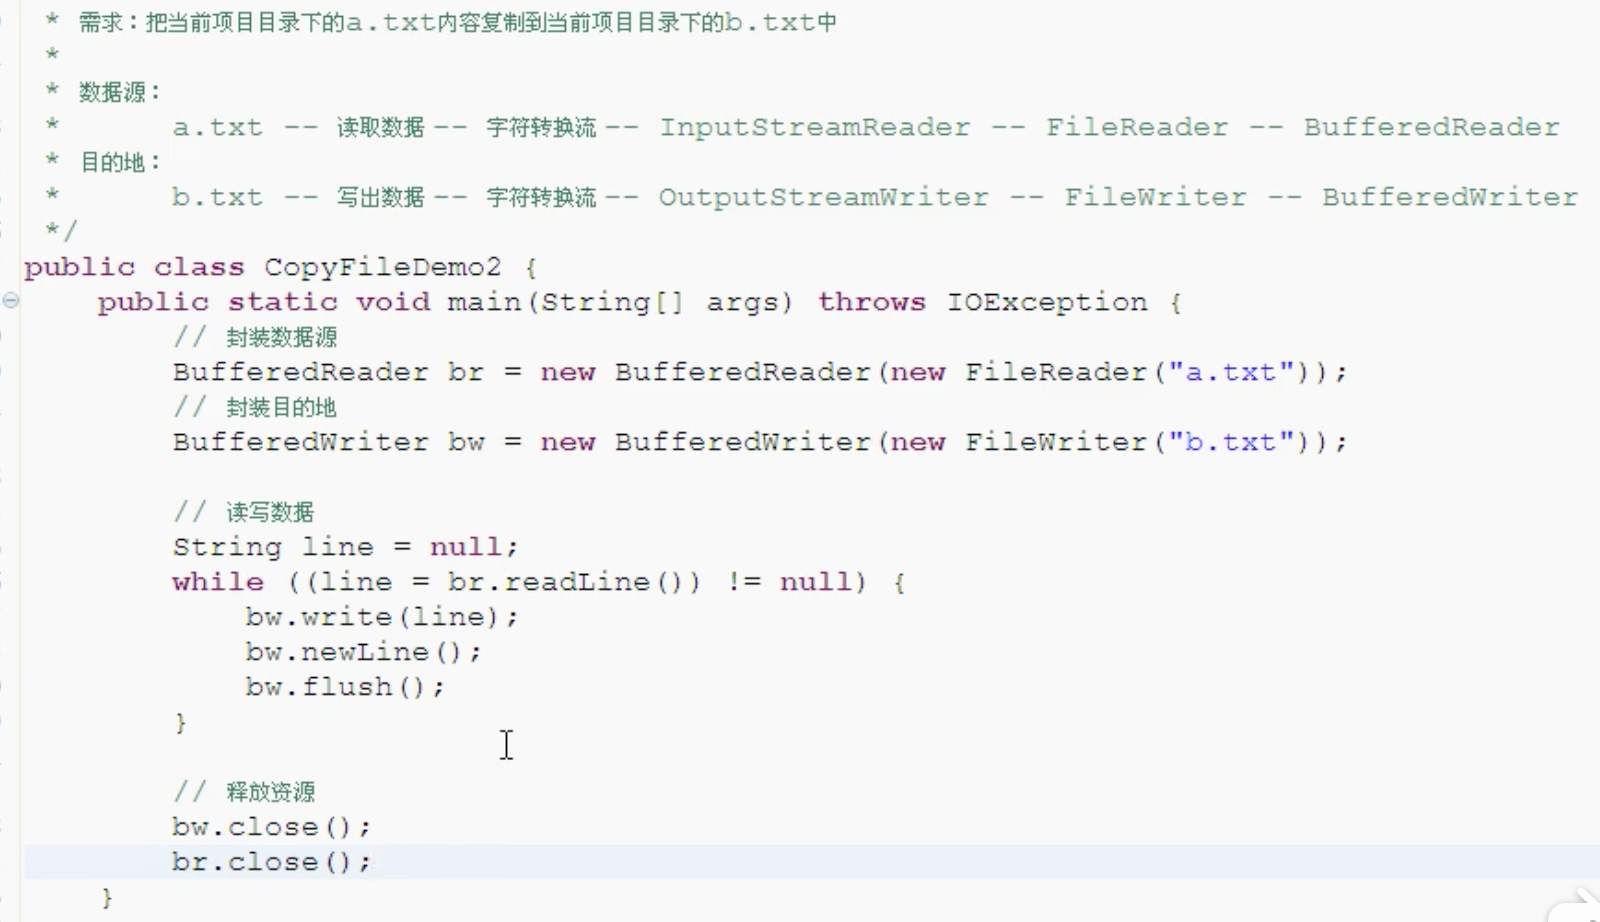 * 需求：把当前项目目录下的a.txt内容复制到当前项目目录下的b.txt中
*
* 数据源：
* a.txt -- 读取数据 -- 字符转换流 -- InputStreamReader -- FileReader -- BufferedReader
* 目的地：
* b.txt -- 写出数据 -- 字符转换流 -- OutputStreamWriter -- FileWriter -- BufferedWriter
*/
public class CopyFileDemo2 {
public static void main(String[] args) throws IOException {
// 封装数据源
BufferedReader br = new BufferedReader(new FileReader("a.txt"));
// 封装目的地
BufferedWriter bw = new BufferedWriter(new FileWriter("b.txt"));
// 读写数据
String line = null;
while ((line = br.readLine()) != null) {
bw.write(line);
bw.newLine();
bw.flush();
}
// 释放资源
bw.close();
br.close();
}